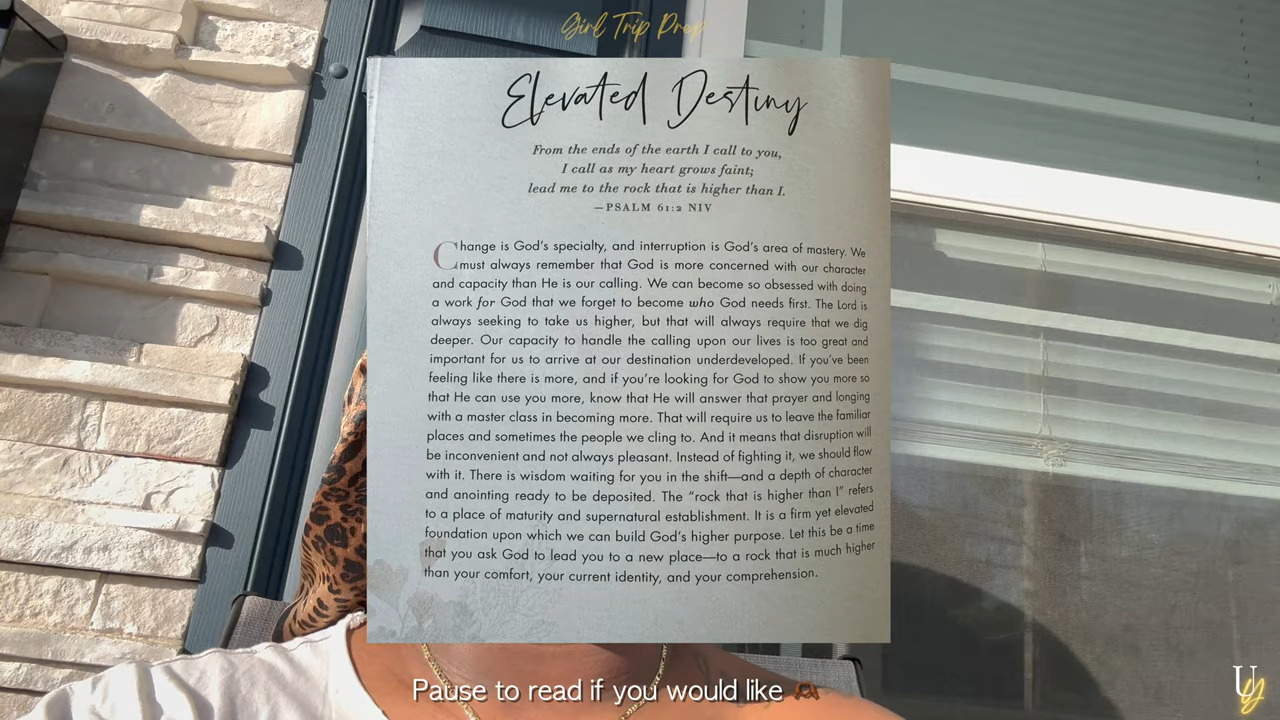 Girl Trip Prep
Elevated Destiny
From the ends of the earth I call to you,
I call as my heart grows faint;
lead me to the rock that is higher than I.
—PSALM 61:2 NIV
Change is God's specialty, and interruption is God's area of mastery. We
must always remember that God is more concerned with our character
and capacity than He is our calling. We can become so obsessed with doing
a work for God that we forget to become who God needs first. The Lord is
always seeking to take us higher, but that will always require that we dig
deeper. Our capacity to handle the calling upon our lives is too great and
important for us to arrive at our destination underdeveloped. If you've been
feeling like there is more, and if you're looking for God to show you more so
that He can use you more, know that He will answer that prayer and longing
with a master class in becoming more. That will require us to leave the familiar
places and sometimes the people we cling to. And it means that disruption will
be inconvenient and not always pleasant. Instead of fighting it, we should flow
with it. There is wisdom waiting for you in the shift—and a depth of character
and anointing ready to be deposited. The "rock that is higher than I" refers
to a place of maturity and supernatural establishment. It is a firm yet elevated
foundation upon which we can build God's higher purpose. Let this be a time
that you ask God to lead you to a new place—to a rock that is much higher
than your comfort, your current identity, and your comprehension.
Pause to read if you would like
U
y